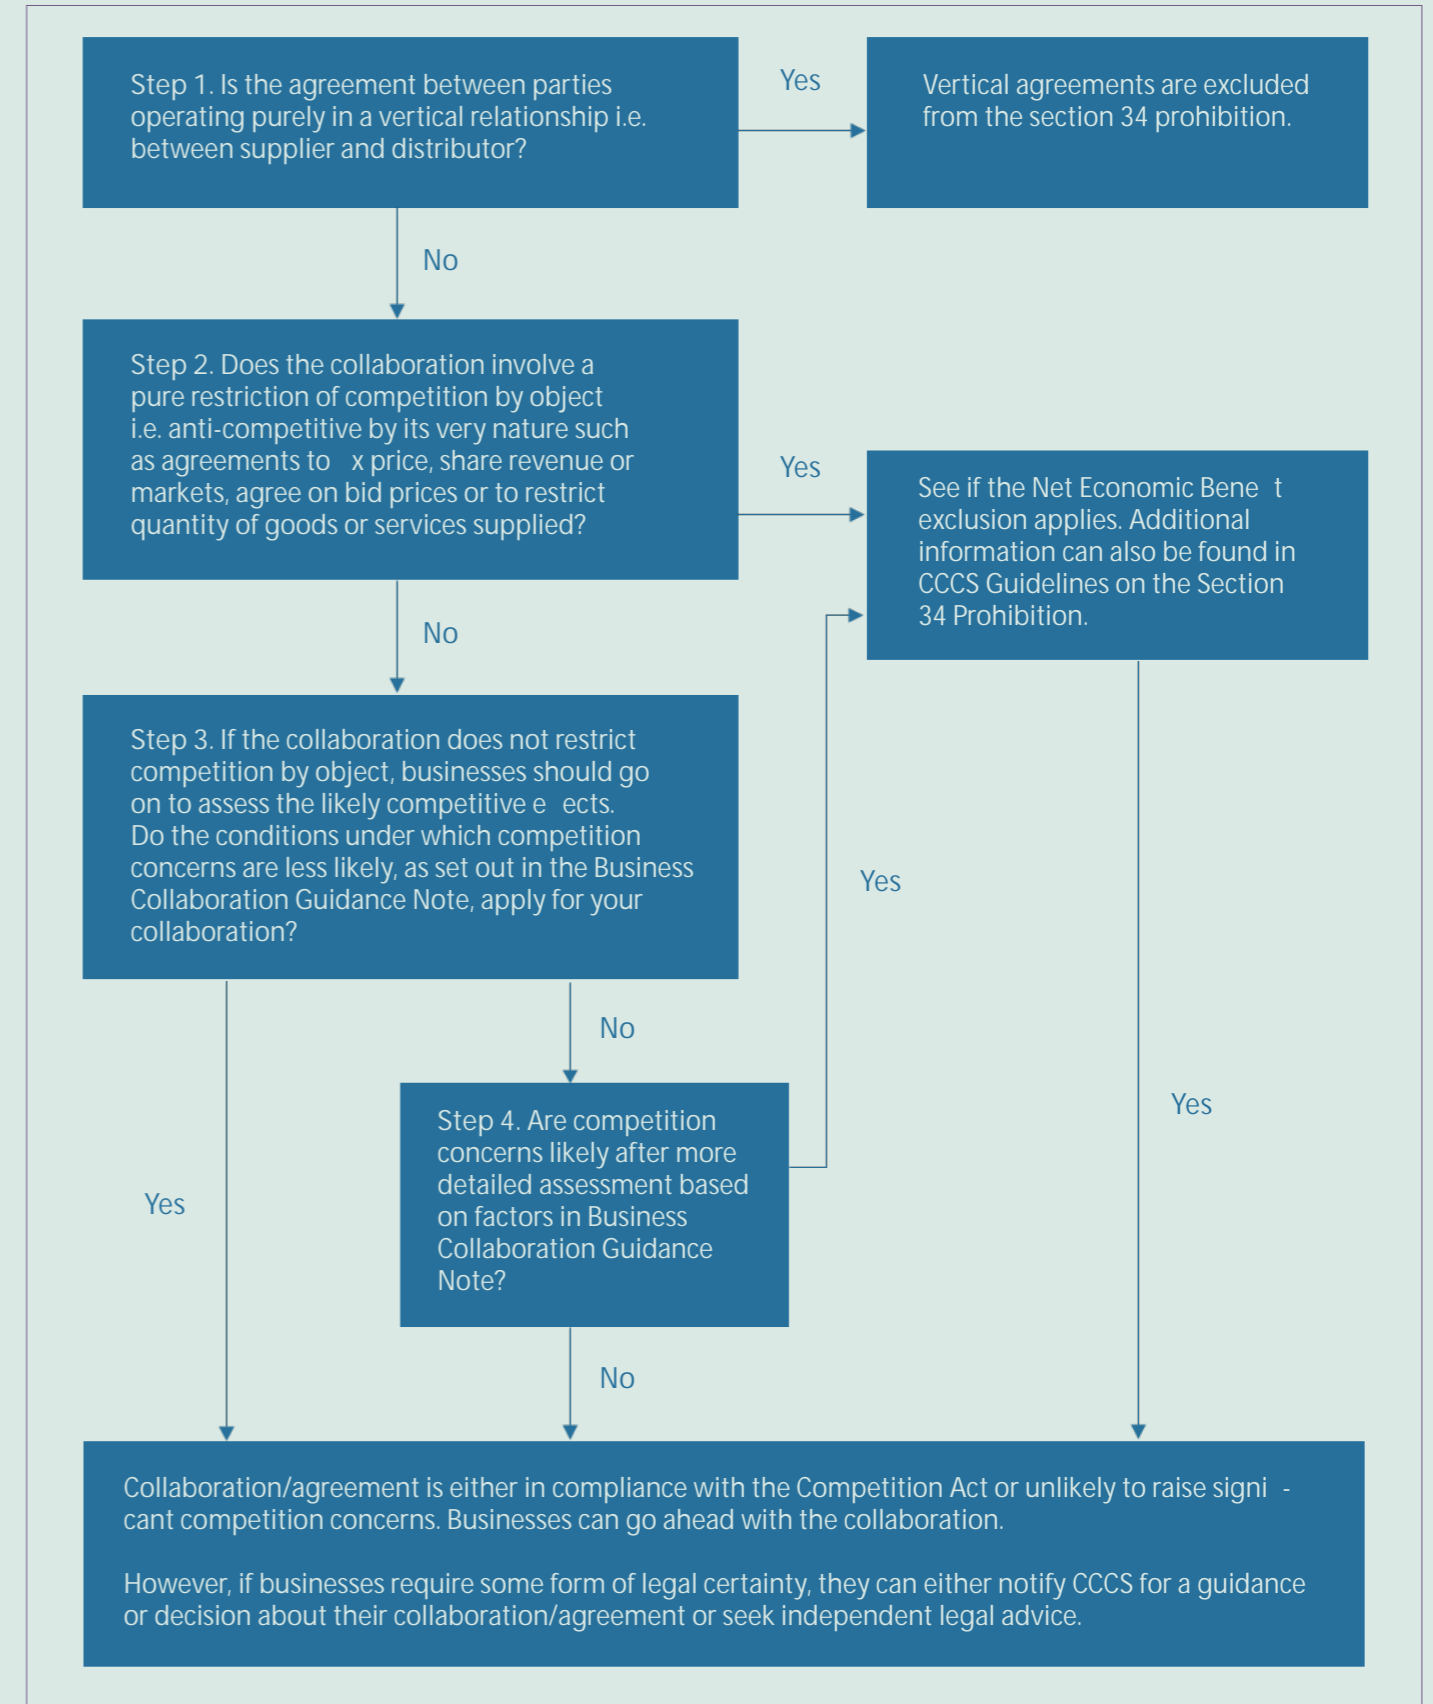 Step 1. Is the agreement between parties
operating purely in a vertical relationship i.e.
between supplier and distributor?
Yes
Vertical agreements are excluded
from the section 34 prohibition.
No
Step 2. Does the collaboration involve a
pure restriction of competition by object
i.e. anti-competitive by its very nature such
as agreements to x price, share revenue or
markets, agree on bid prices or to restrict
quantity of goods or services supplied?
Yes
See if the Net Economic Bene t
exclusion applies. Additional
information can also be found in
CCCS Guidelines on the Section
34 Prohibition.
No
Step 3. If the collaboration does not restrict
competition by object, businesses should go
on to assess the likely competitive e ects.
Do the conditions under which competition
concerns are less likely, as set out in the Business
Collaboration Guidance Note, apply for your
collaboration?
Yes
No
Step 4. Are competition
concerns likely after more
detailed assessment based
on factors in Business
Collaboration Guidance
Note?
Yes
Yes
No
Collaboration/agreement is either in compliance with the Competition Act or unlikely to raise signi -
cant competition concerns. Businesses can go ahead with the collaboration.
However, if businesses require some form of legal certainty, they can either notify CCCS for a guidance
or decision about their collaboration/agreement or seek independent legal advice.